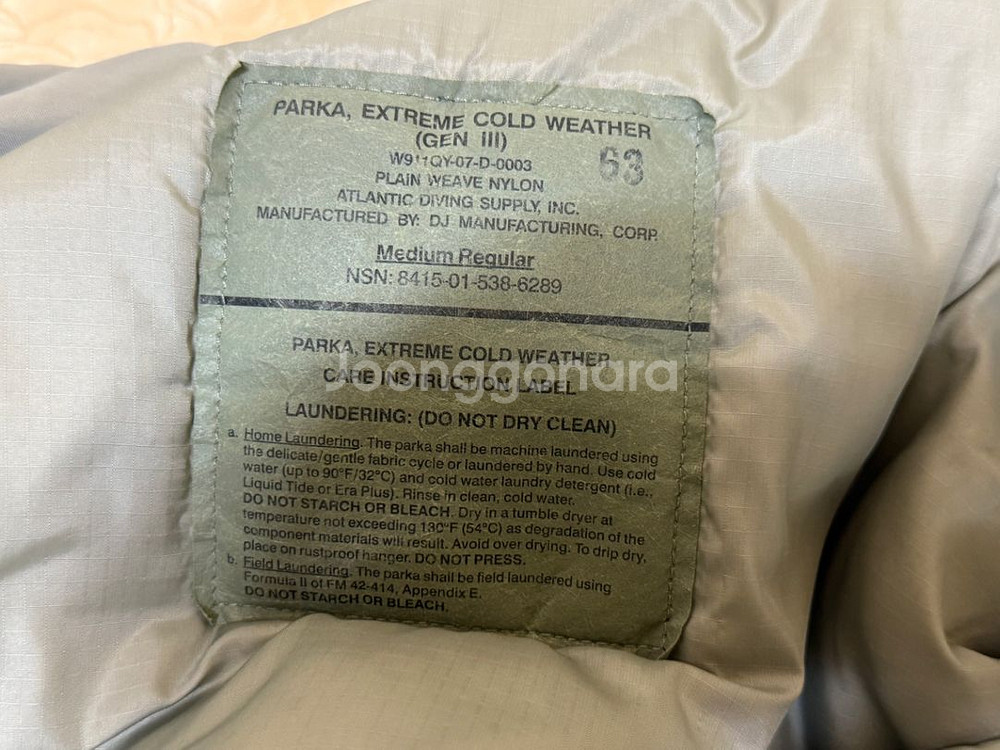 PARKA, EXTREME COLD WEATHER
(GEN III)
63
W911QY-07-D-0003
PLAIN WEAVE NYLON
ATLANTIC DIVING SUPPLY, INC.
MANUFACTURED BY: DJ MANUFACTURING, CORP.
Medium Regular
NSN: 8415-01-538-6289
PARKA, EXTREME COLD WEATHER
Joonggonara
CARE INSTRUCTION LABEL
LAUNDERING: (DO NOT DRY CLEAN)
a. Home Laundering. The parka shall be machine laundered using
the delicate/gentle fabric cycle or laundered by hand. Use cold
water (up to 90°F/32°C) and cold water laundry detergent (i.e.,
Liquid Tide or Era Plus). Rinse in clean, cold water.
DO NOT STARCH OR BLEACH. Dry in a tumble dryer at
temperature not exceeding 130°F (54°C) as degradation of the
component materials will result. Avoid over drying. To drip dry,
place on rustproof hanger. DO NOT PRESS.
b. Field Laundering. The parka shall be field laundered using
Formula II of FM 42-414, Appendix E.
DO NOT STARCH OR BLEACH.